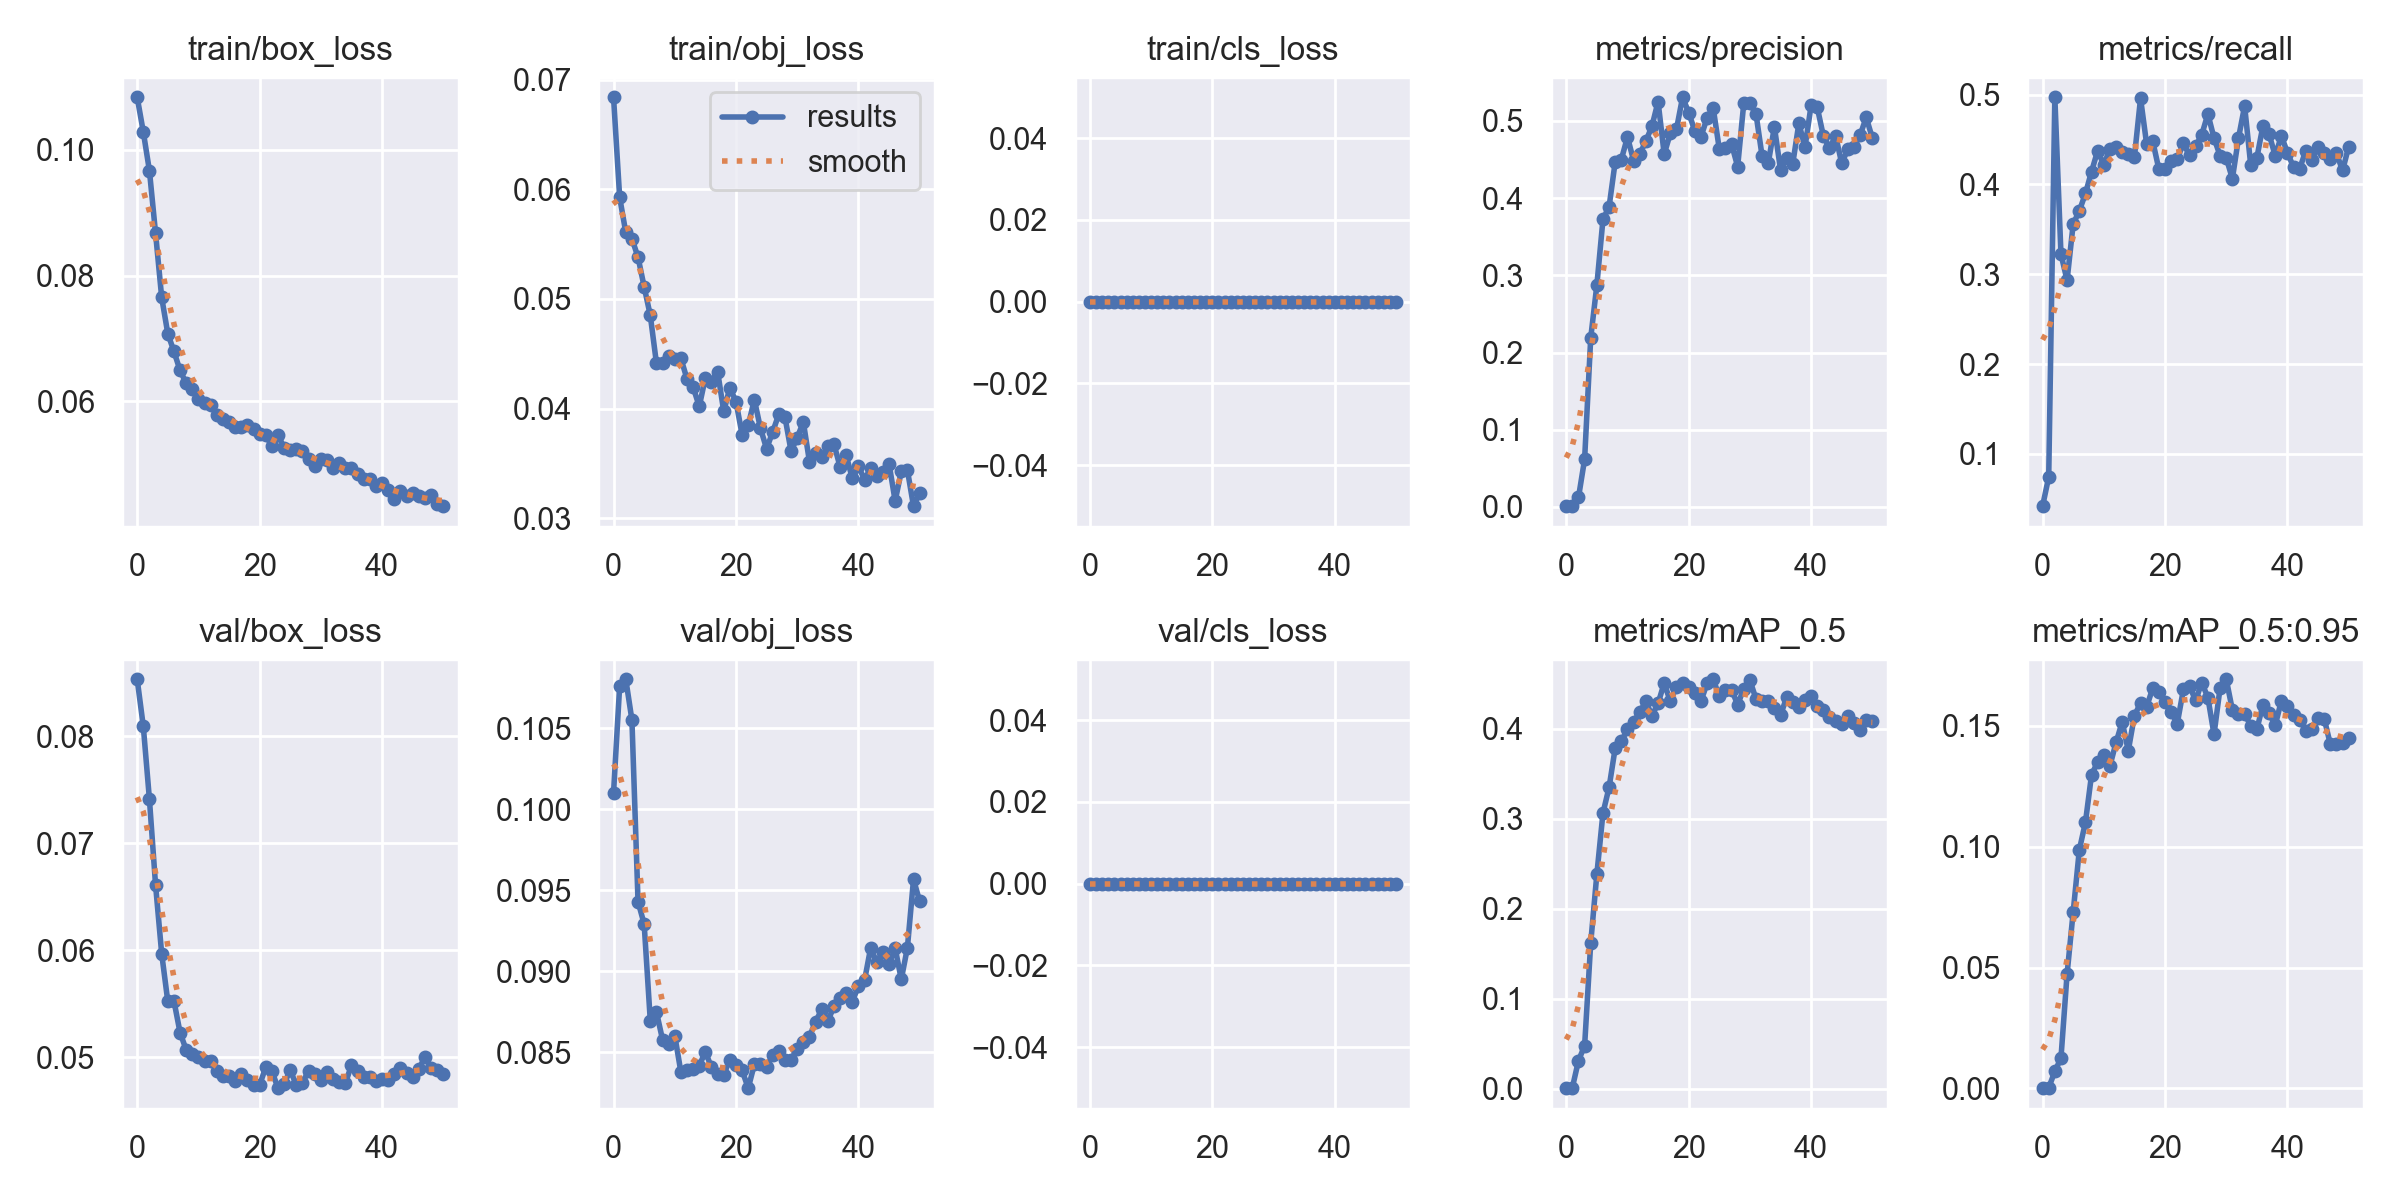 train/box_loss
0.10
0.08
0.06
0 20 40
train/obj_loss
0.07
0.06
0.05
0.04
0.03
results
smooth
0 20 40
train/cls_loss
0.04
0.02
0.00
−0.02
−0.04
0 20 40
metrics/precision
0.5
0.4
0.3
0.2
0.1
0.0
0 20 40
metrics/recall
0.5
0.4
0.3
0.2
0.1
0 20 40
val/box_loss
0.08
0.07
0.06
0.05
0 20 40
val/obj_loss
0.105
0.100
0.095
0.090
0.085
0 20 40
val/cls_loss
0.04
0.02
0.00
−0.02
−0.04
0 20 40
metrics/mAP_0.5
0.4
0.3
0.2
0.1
0.0
0 20 40
metrics/mAP_0.5:0.95
0.15
0.10
0.05
0.00
0 20 40